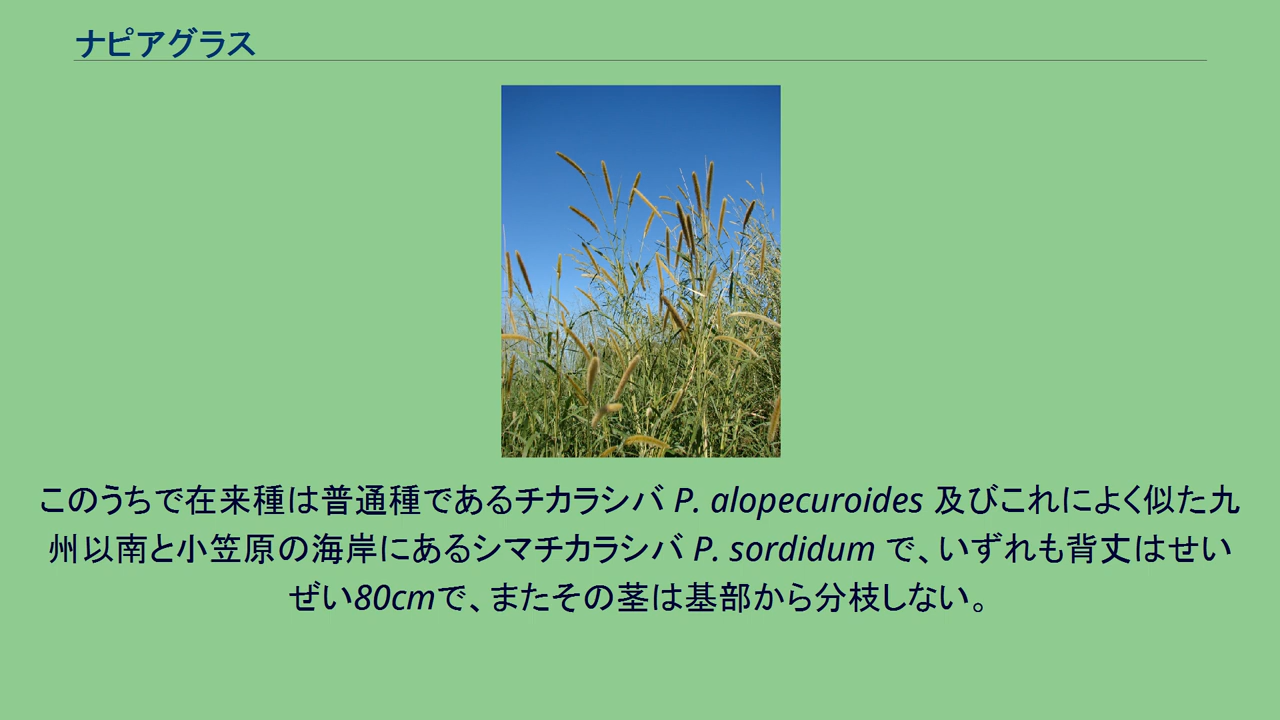 ナピアグラス
このうちで在来種は普通種であるチカラシバ P. alopecuroides 及びこれによく似た九
州以南と小笠原の海岸にあるシマチカラシバ P. sordidum で、いずれも背丈はせい
ぜい80cmで、またその茎は基部から分枝しない。